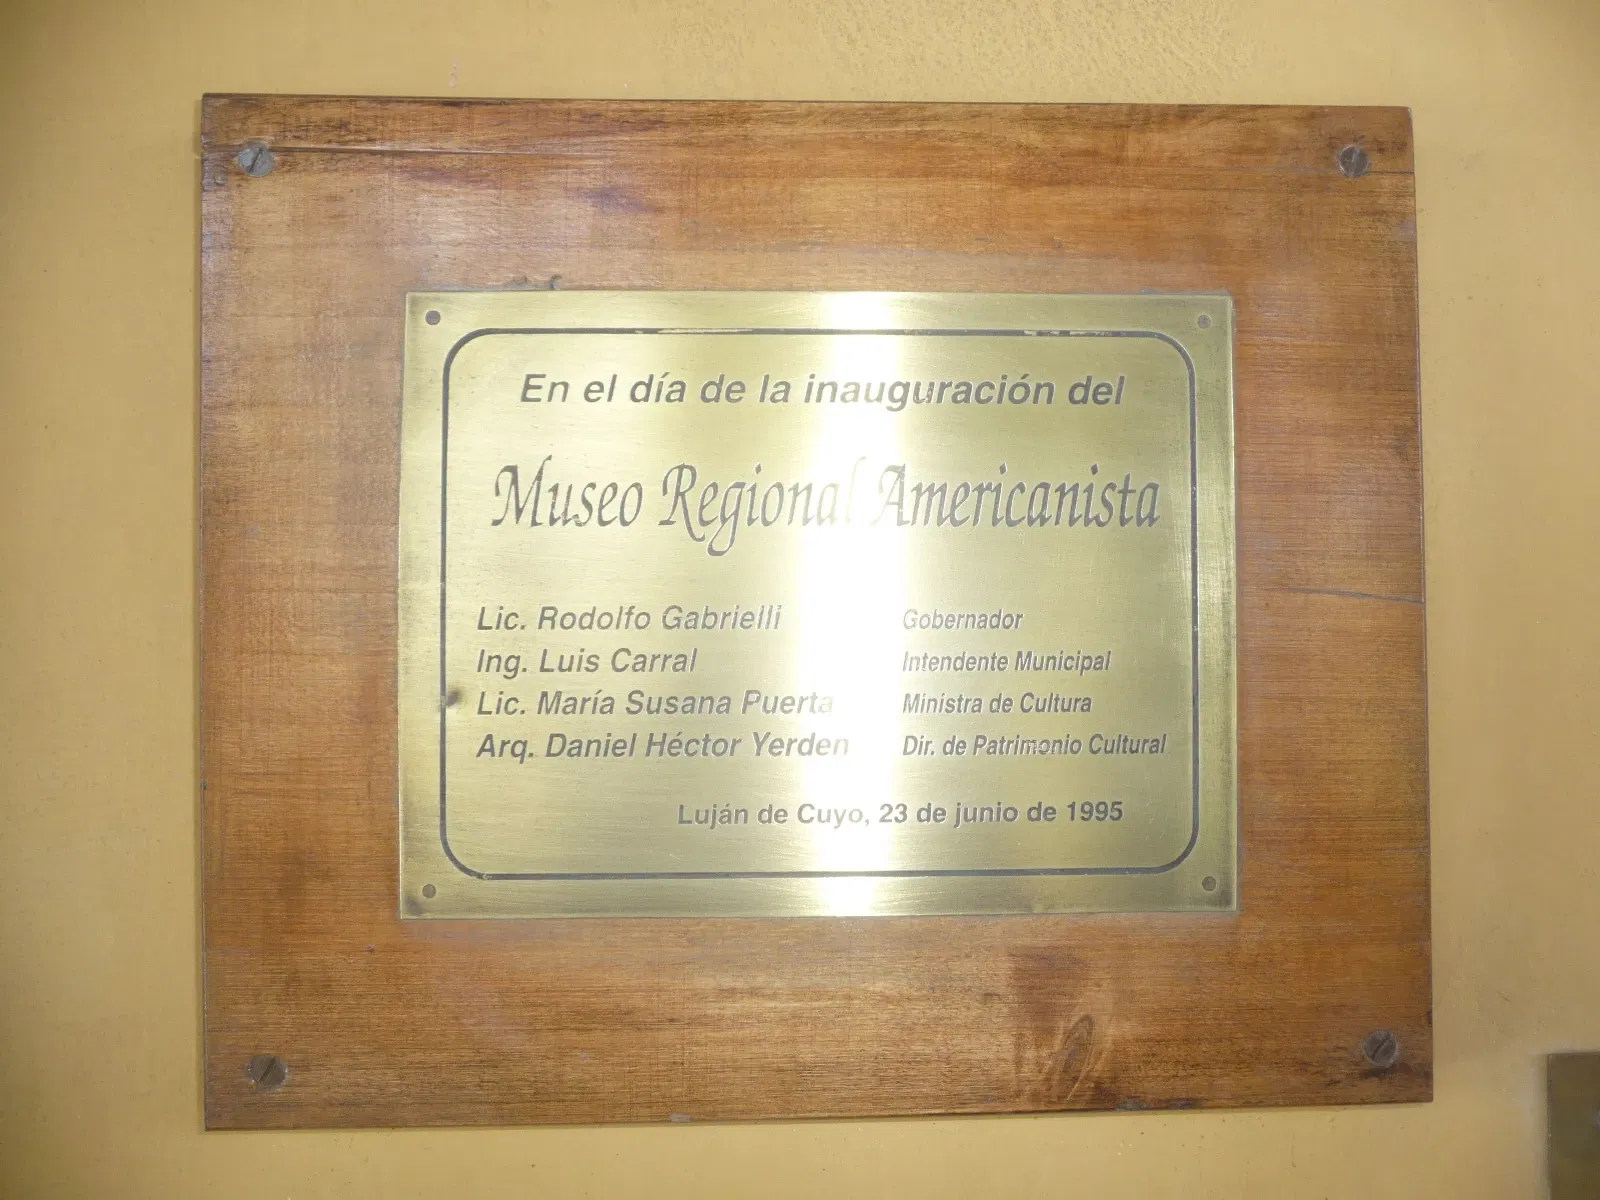 En el día de la inauguración del
Museo Regional Americanista
Lic. Rodolfo Gabrielli Gobernador
Ing. Luis Carral Intendente Municipal
Lic. María Susana Puerta Ministra de Cultura
Arq. Daniel Héctor Yerden Dir. de Patrimonio Cultural
Luján de Cuyo, 23 de junio de 1995